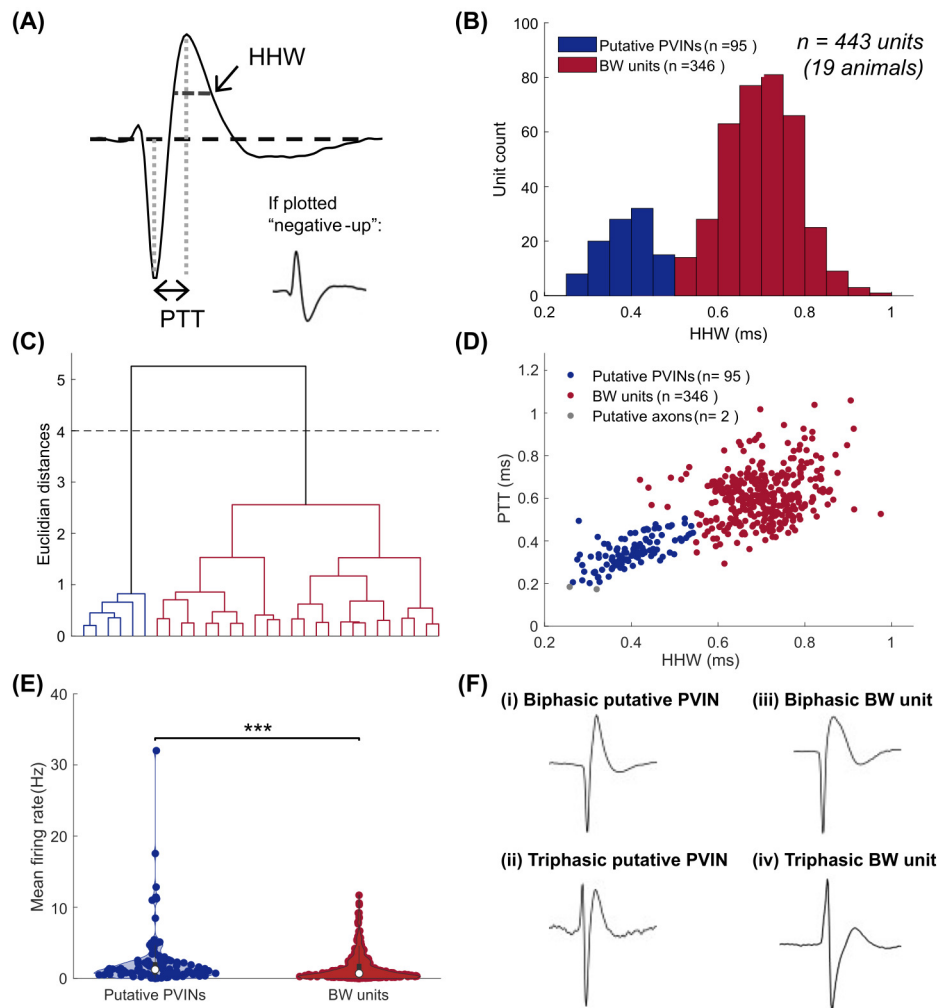 (A)
HHW
If plotted
"negative-up":
PTT
(B)
Putative PVINs (n =95 )
BW units (n =346 )
n = 443 units
(19 animals)
100
80
60
40
20
0
Unit count
0.2
0.4
0.6
0.8
1
HHW (ms)
(C)
5
4
3
2
1
0
Euclidian distances
(D)
Putative PVINs (n= 95 )
BW units (n =346 )
Putative axons (n= 2 )
1.2
1
0.8
0.6
0.4
0.2
0
PTT (ms)
0.2
0.4
0.6
0.8
1
HHW (ms)
(E)
40
30
20
10
0
Mean firing rate (Hz)
***
Putative PVINs
BW units
(F)
(i) Biphasic putative PVIN
(iii) Biphasic BW unit
(ii) Triphasic putative PVIN
(iv) Triphasic BW unit